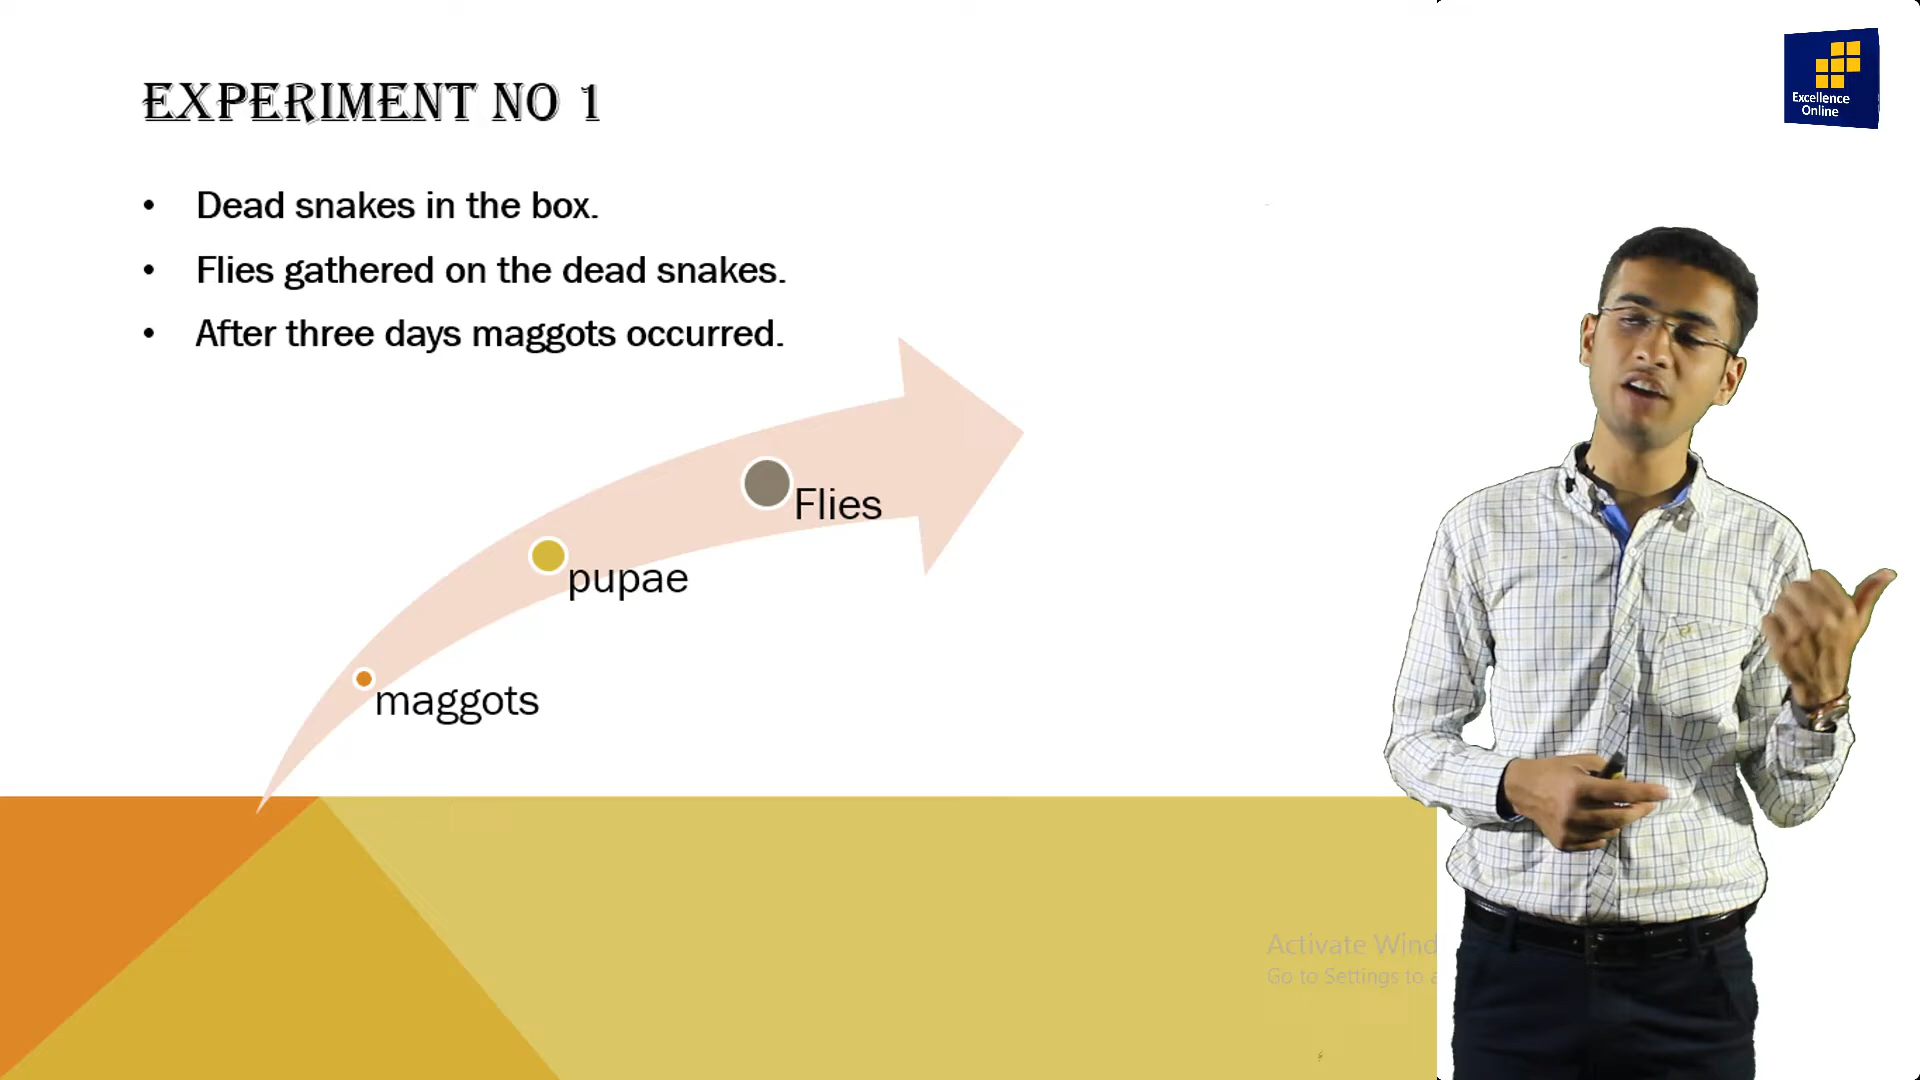 EXPERIMENT NO 1
Excellence
Online
• Dead snakes in the box.
• Flies gathered on the dead snakes.
• After three days maggots occurred.
Flies
pupae
maggots
Activate Wind
Go to Settings to a